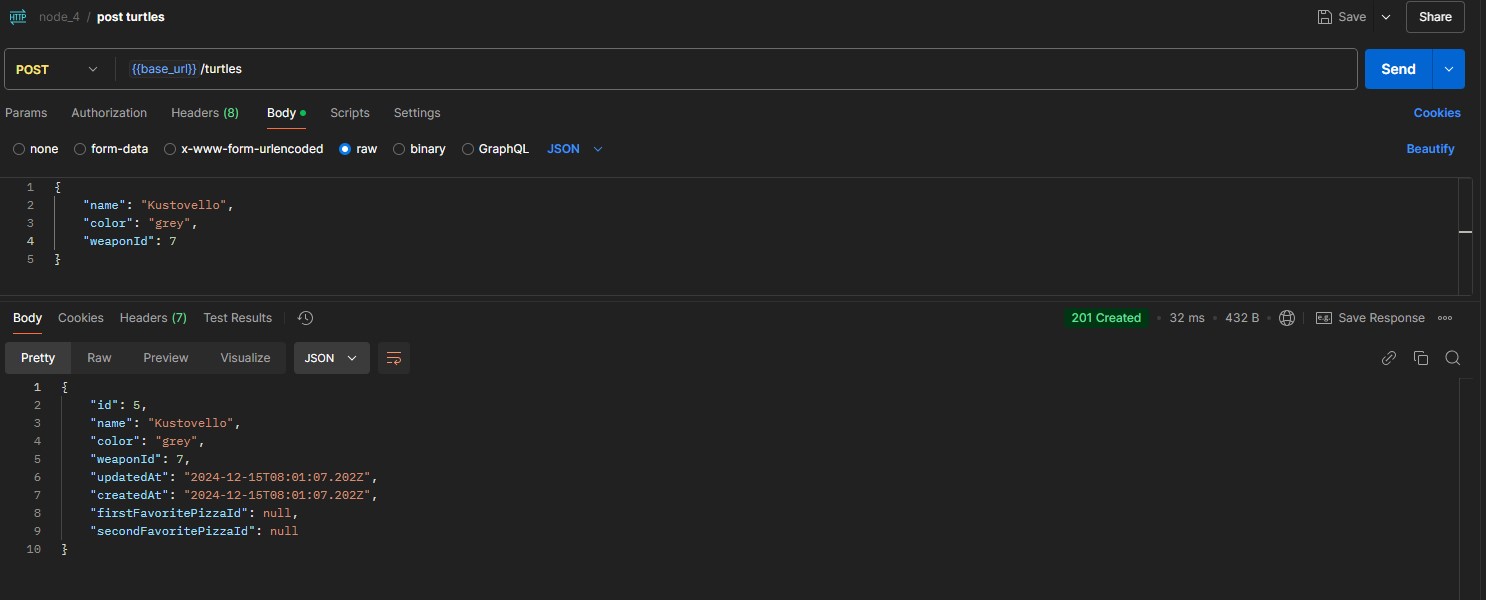 HTTP node_4 / post turtles Save Share
POST {{base_url}} /turtles Send
Params Authorization Headers (8) Body Scripts Settings Cookies
none form-data x-www-form-urlencoded raw binary GraphQL JSON Beautify
1 {
2 "name": "Kustovello",
3 "color": "grey",
4 "weaponId": 7
5 }
Body Cookies Headers (7) Test Results 201 Created • 32 ms • 432 B • e.g. Save Response
Pretty Raw Preview Visualize JSON
1 {
2 "id": 5,
3 "name": "Kustovello",
4 "color": "grey",
5 "weaponId": 7,
6 "updatedAt": "2024-12-15T08:01:07.202Z",
7 "createdAt": "2024-12-15T08:01:07.202Z",
8 "firstFavoritePizzaId": null,
9 "secondFavoritePizzaId": null
10 }